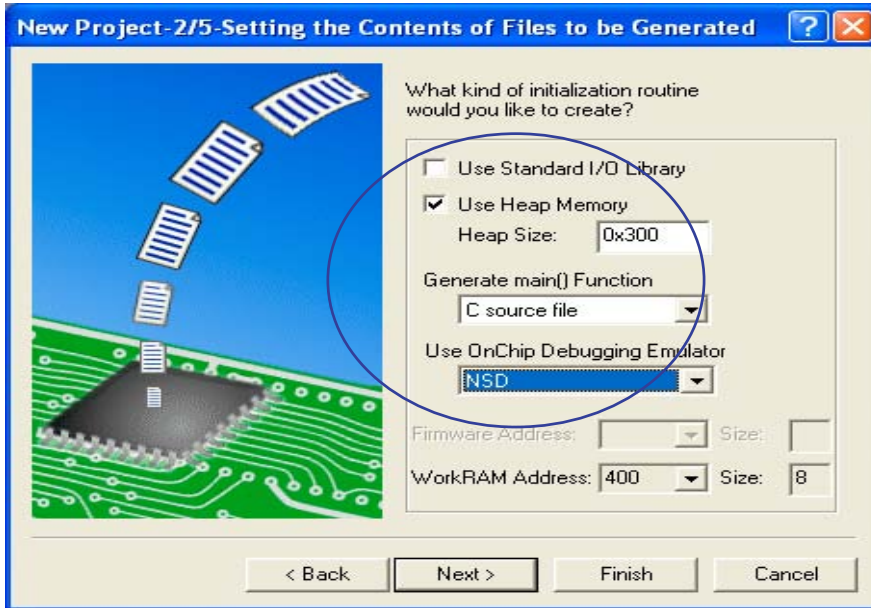 New Project-2/5-Setting the Contents of Files to be Generated
What kind of initialization routine
would you like to create?
Use Standard I/O Library
Use Heap Memory
Heap Size: 0x300
Generate main() Function
C source file
Use OnChip Debugging Emulator
NSD
Firmware Address: Size:
WorkRAM Address: 400 Size: 8
< Back Next > Finish Cancel